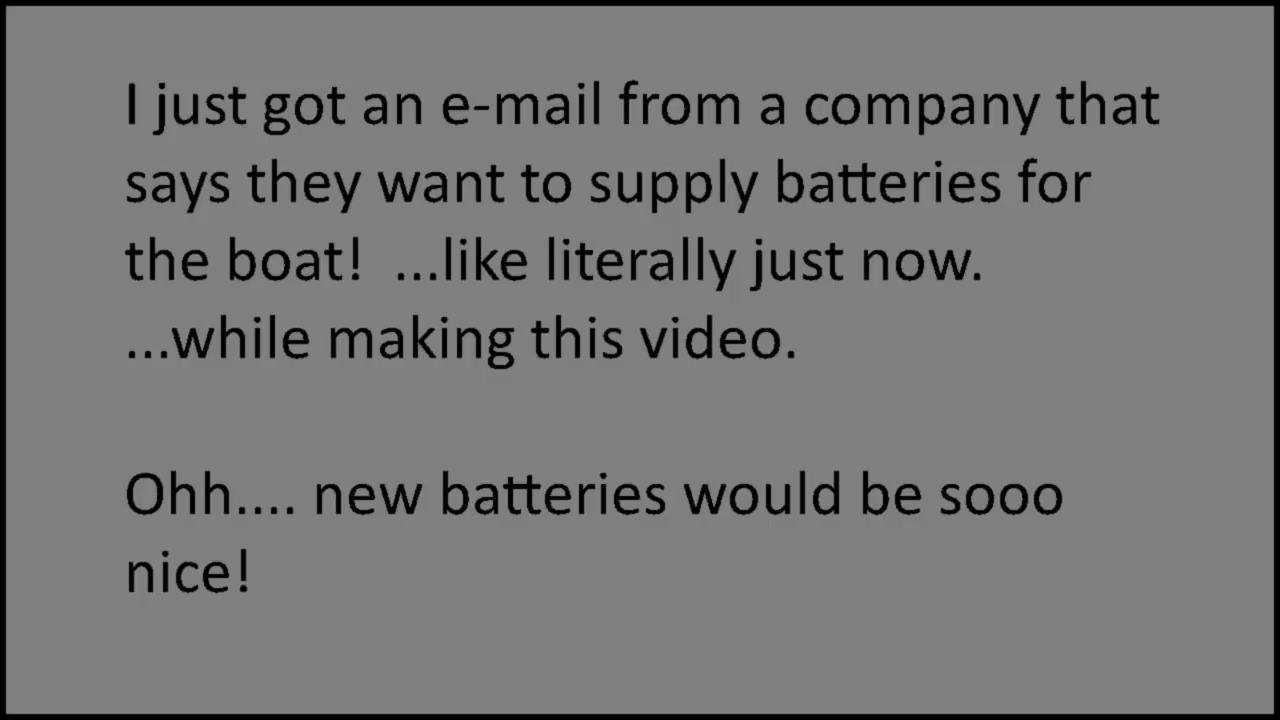 I just got an e-mail from a company that
says they want to supply batteries for
the boat!  ...like literally just now.
...while making this video.
Ohh.... new batteries would be sooo
nice!